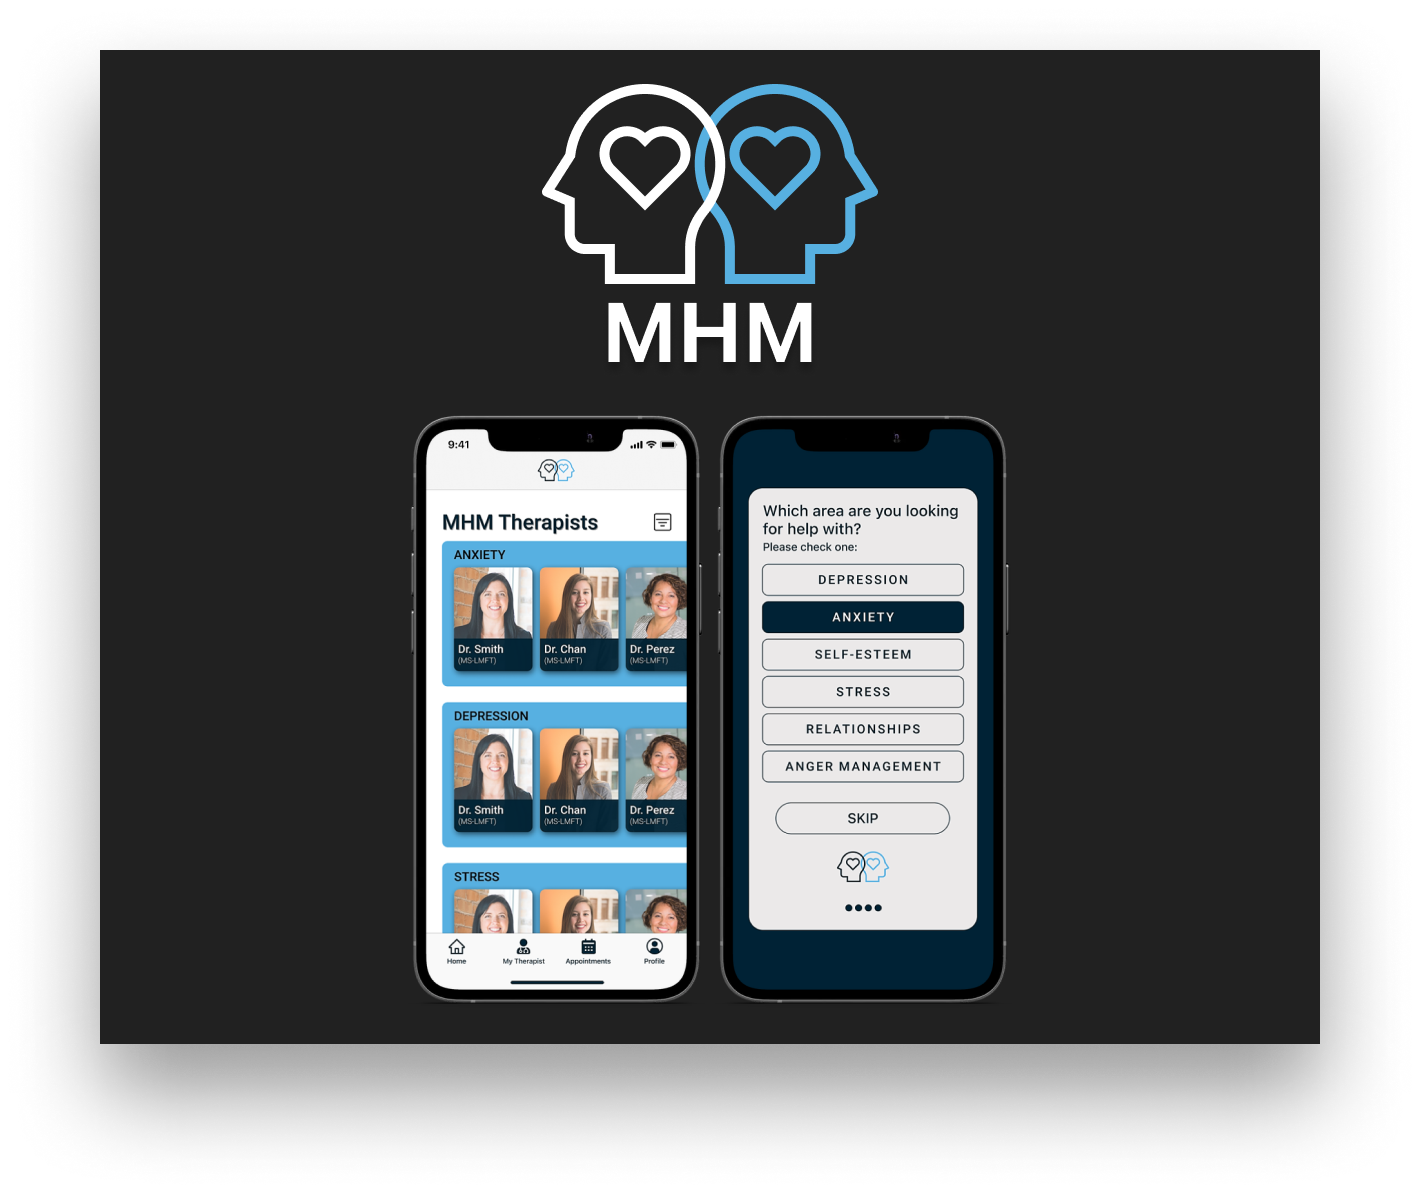 MHM
9:41
MHM Therapists
ANXIETY
Dr. Smith
(MS-LMFT)
Dr. Chan
(MS-LMFT)
Dr. Perez
(MS-LMFT)
DEPRESSION
Dr. Smith
(MS-LMFT)
Dr. Chan
(MS-LMFT)
Dr. Perez
(MS-LMFT)
STRESS
Home
My Therapist
Appointments
Profile
Which area are you looking
for help with?
Please check one:
DEPRESSION
ANXIETY
SELF-ESTEEM
STRESS
RELATIONSHIPS
ANGER MANAGEMENT
SKIP